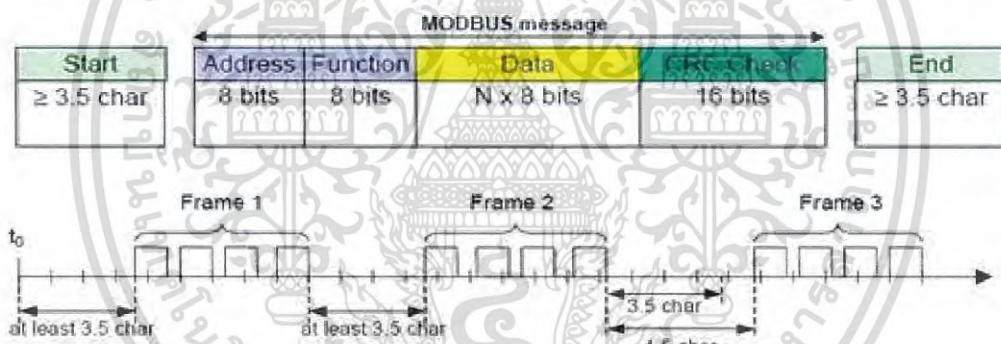 MODBUS message
Start Address Function Data CRC Check End
≥ 3.5 char 8 bits 8 bits N x 8 bits 16 bits ≥ 3.5 char
Frame 1 Frame 2 Frame 3
t₀
3.5 char
at least 3.5 char at least 3.5 char